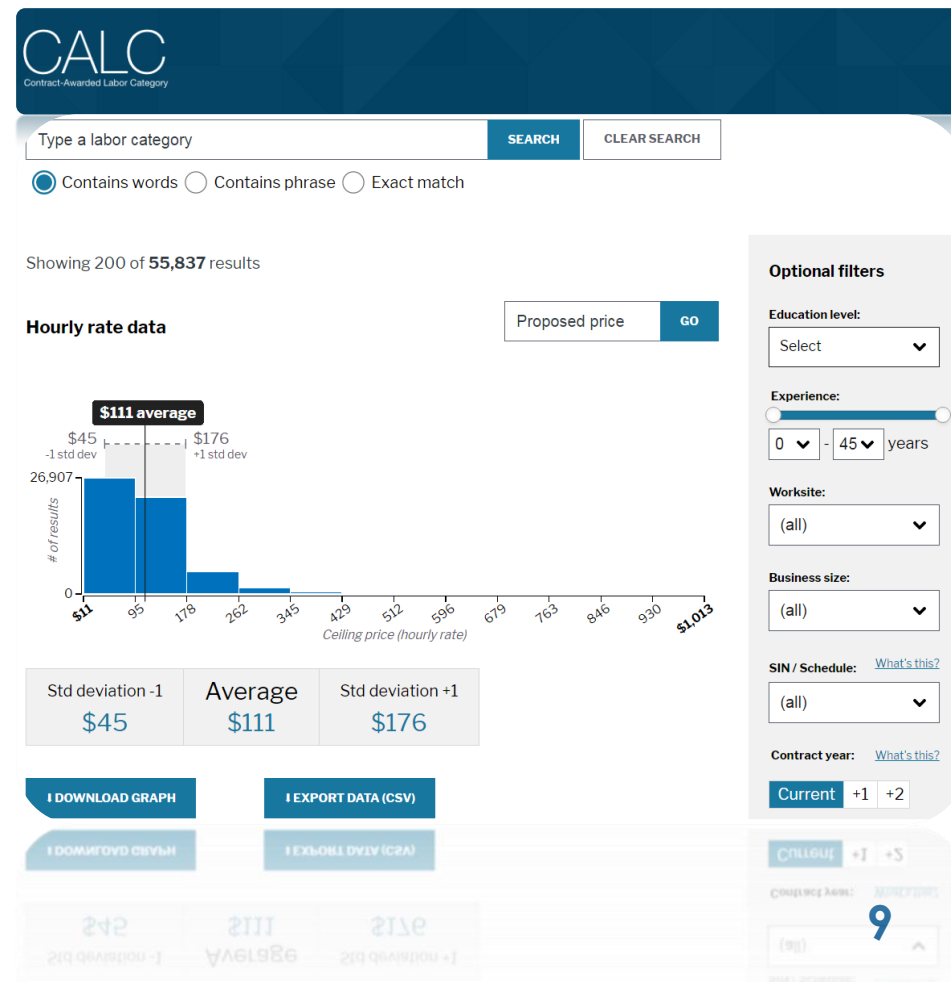 CALC
Contract-Awarded Labor Category
Type a labor category
SEARCH
CLEAR SEARCH
Contains words
Contains phrase
Exact match
Showing 200 of 55,837 results
Hourly rate data
Proposed price
GO
$111 average
$45
-1 std dev
$176
+1 std dev
26,907
# of results
0
$11
95
178
262
345
429
512
596
679
763
846
930
$1,013
Ceiling price (hourly rate)
Std deviation -1
$45
Average
$111
Std deviation +1
$176
⬇ DOWNLOAD GRAPH
⬇ EXPORT DATA (CSV)
Optional filters
Education level:
Select
Experience:
0
-
45
years
Worksite:
(all)
Business size:
(all)
SIN / Schedule:
What's this?
(all)
Contract year:
What's this?
Current
+1
+2
9